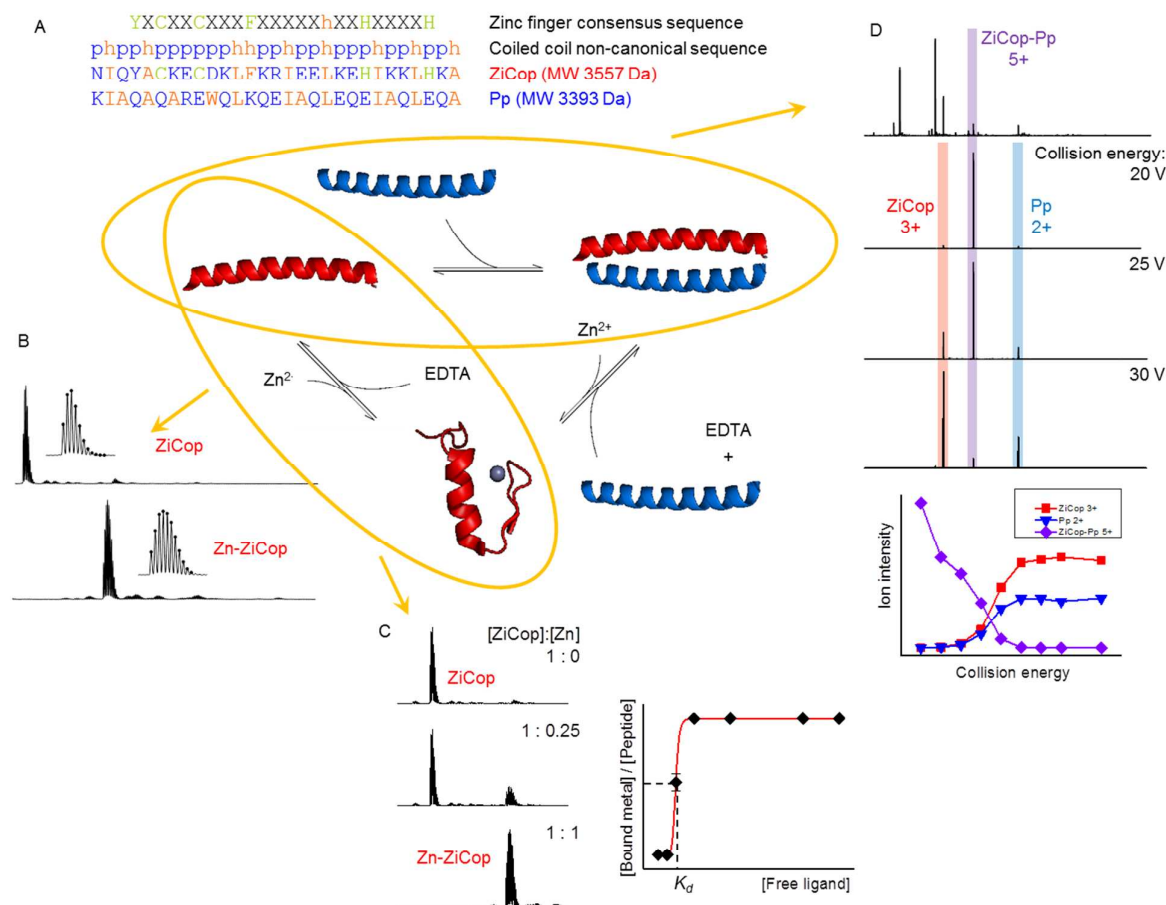 A
YXCXXCXXXFXXXXXhXXHXXXXH Zinc finger consensus sequence
phpphpppppphhpphpphppphpphpph Coiled coil non-canonical sequence
NIQYACKECDKLFKRIEELKEHIKKLHKA ZiCop (MW 3557 Da)
KIAQAQAREWQLKQEIAQLEQEIAQLEQA Pp (MW 3393 Da)
Zn²⁺
Zn²·
EDTA
EDTA
+
B
ZiCop
Zn-ZiCop
C
[ZiCop]:[Zn]
1 : 0
ZiCop
1 : 0.25
1 : 1
Zn-ZiCop
[Bound metal] / [Peptide]
K_d
[Free ligand]
D
ZiCop-Pp
5+
Collision energy:
20 V
ZiCop
3+
Pp
2+
25 V
30 V
ZiCop 3+
Pp 2+
ZiCop-Pp 5+
Ion intensity
Collision energy